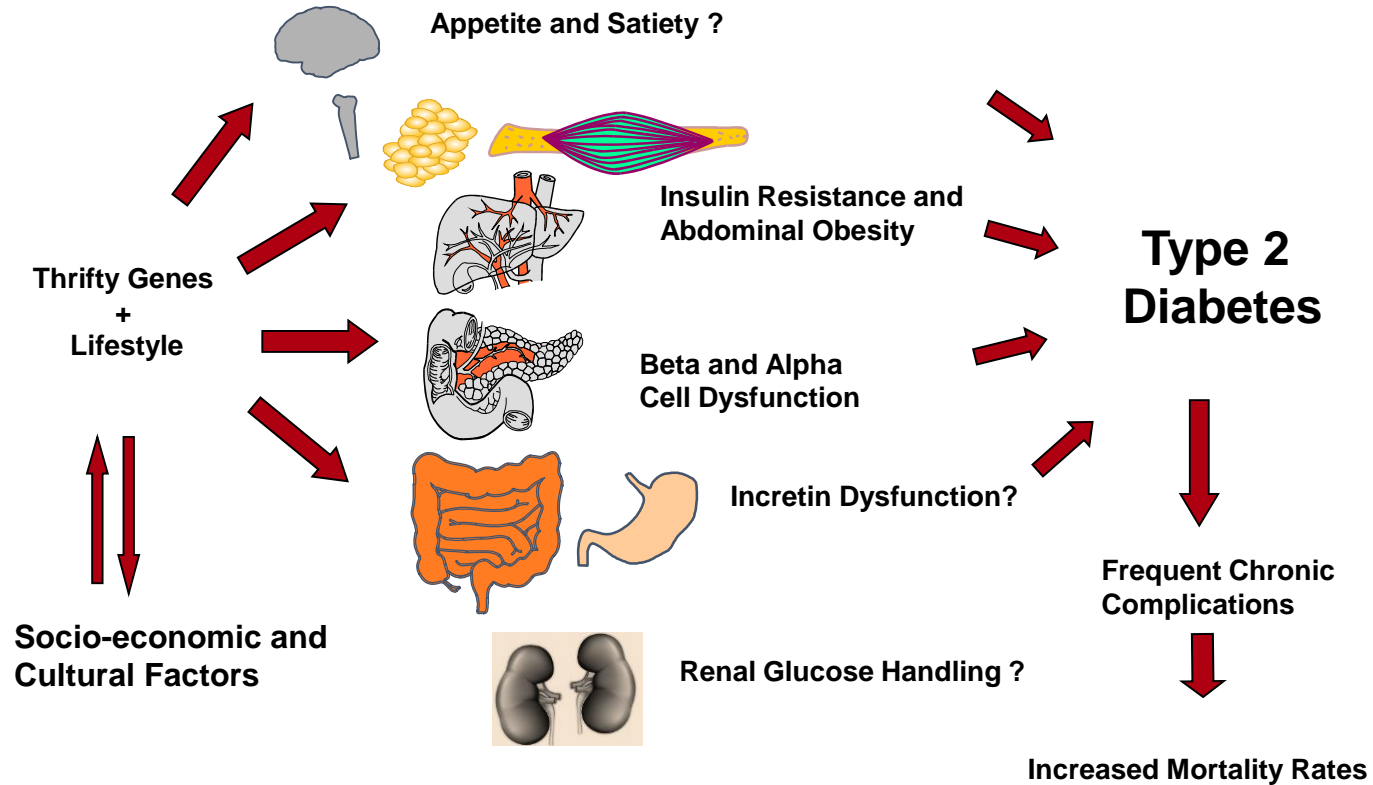 Appetite and Satiety ?
Insulin Resistance and
Abdominal Obesity
Thrifty Genes
+
Lifestyle
Type 2
Diabetes
Beta and Alpha
Cell Dysfunction
Incretin Dysfunction?
Frequent Chronic
Complications
Socio-economic and
Cultural Factors
Renal Glucose Handling ?
Increased Mortality Rates